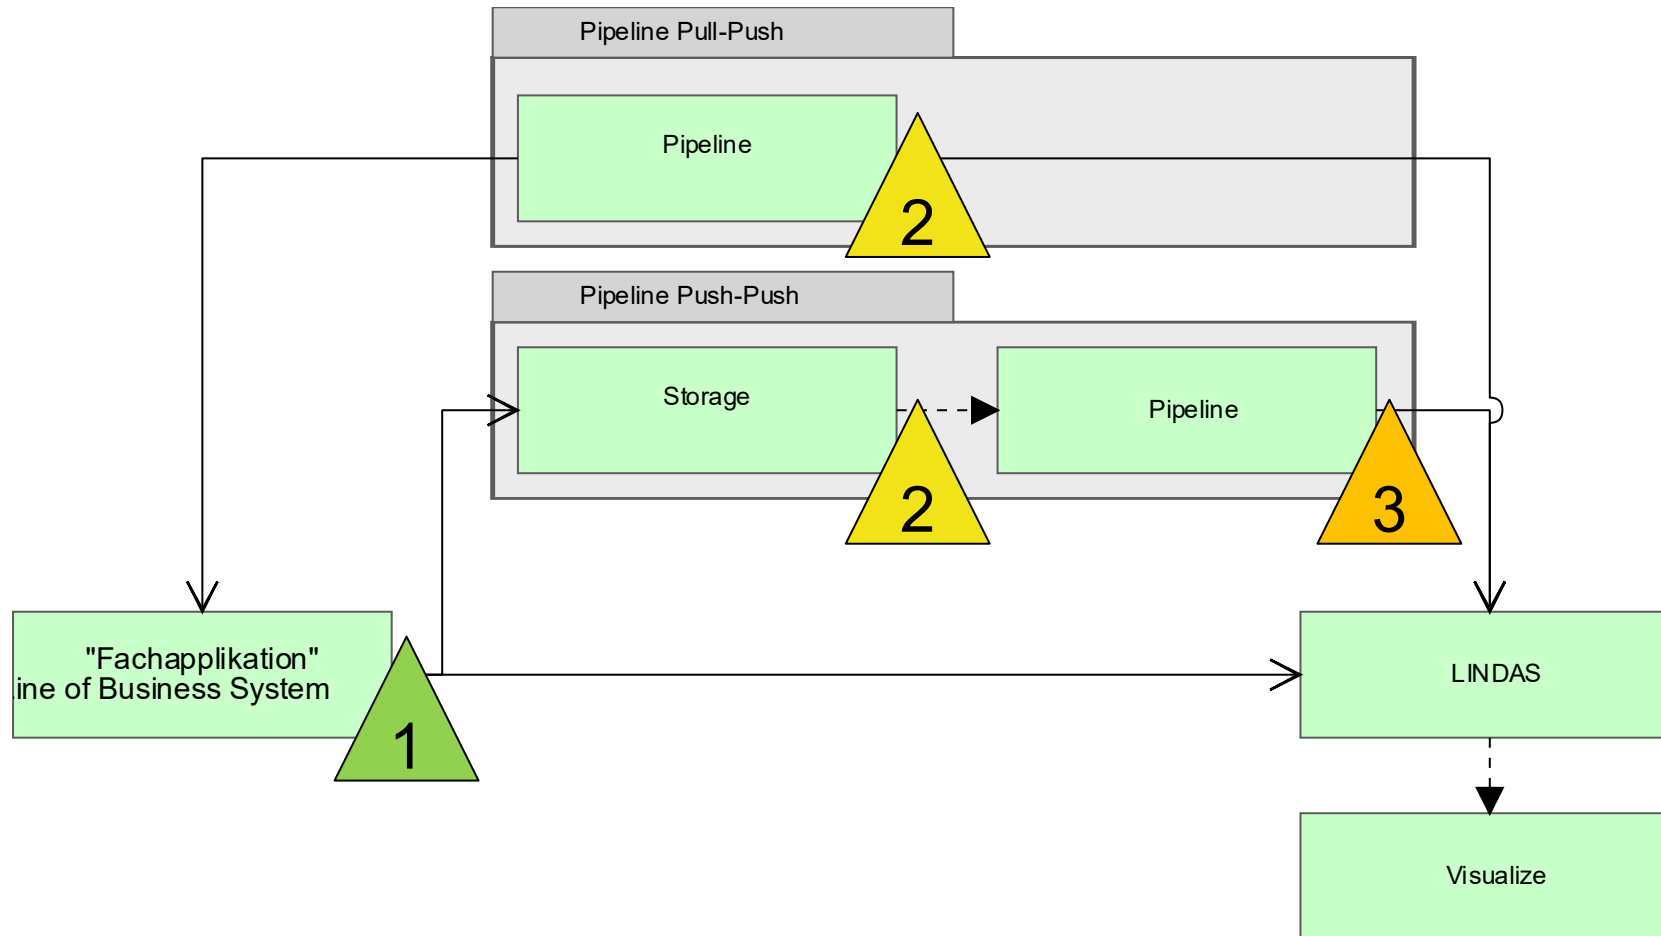 Pipeline Pull-Push
Pipeline
2
Pipeline Push-Push
Storage
Pipeline
2
3
"Fachapplikation"
ine of Business System
1
LINDAS
Visualize